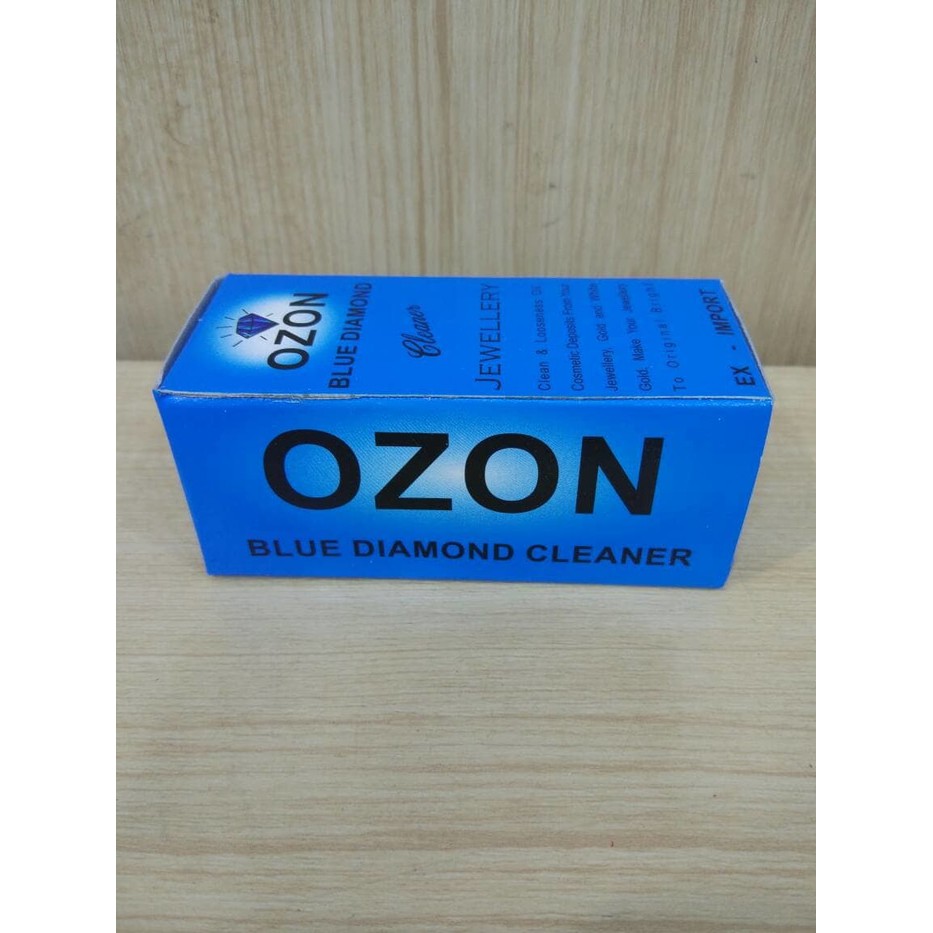 OZON
BLUE DIAMOND
Cleaner
JEWELLERY
Clean & Looseness Oil
Cosmetic Deposits From Your
Jewellery, Gold and White
Gold, Make Your Jewellery
To Original Bright
EX - IMPORT
OZON
BLUE DIAMOND CLEANER